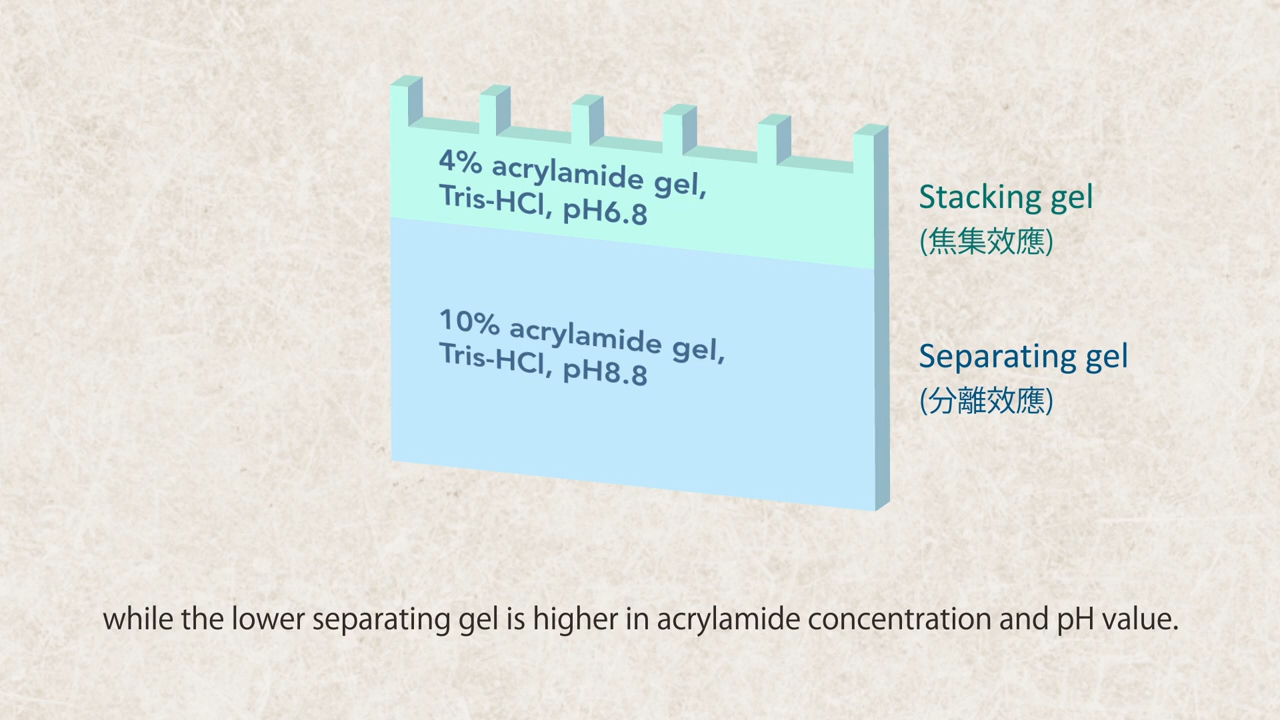 4% acrylamide gel,
Tris-HCl, pH6.8
Stacking gel
(焦集效應)
10% acrylamide gel,
Tris-HCl, pH8.8
Separating gel
(分離效應)
while the lower separating gel is higher in acrylamide concentration and pH value.